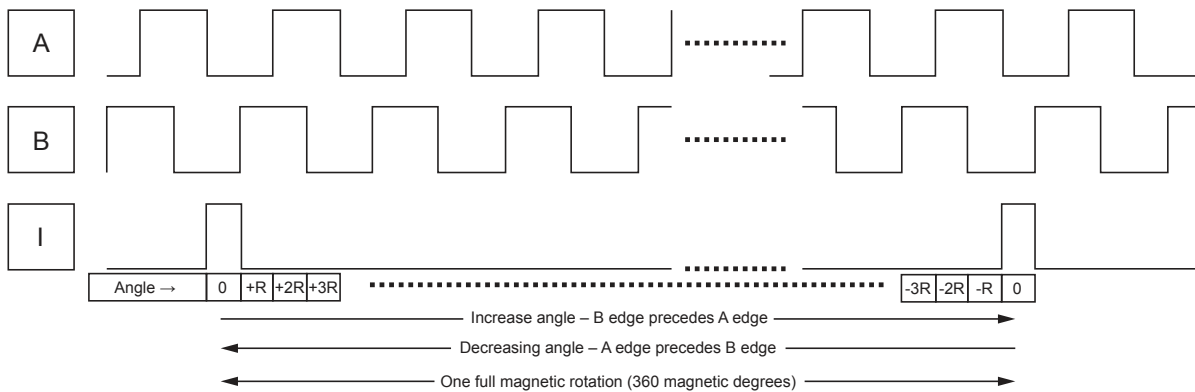 A
B
I
Angle → 0 +R +2R +3R -3R -2R -R 0
Increase angle – B edge precedes A edge
Decreasing angle – A edge precedes B edge
One full magnetic rotation (360 magnetic degrees)